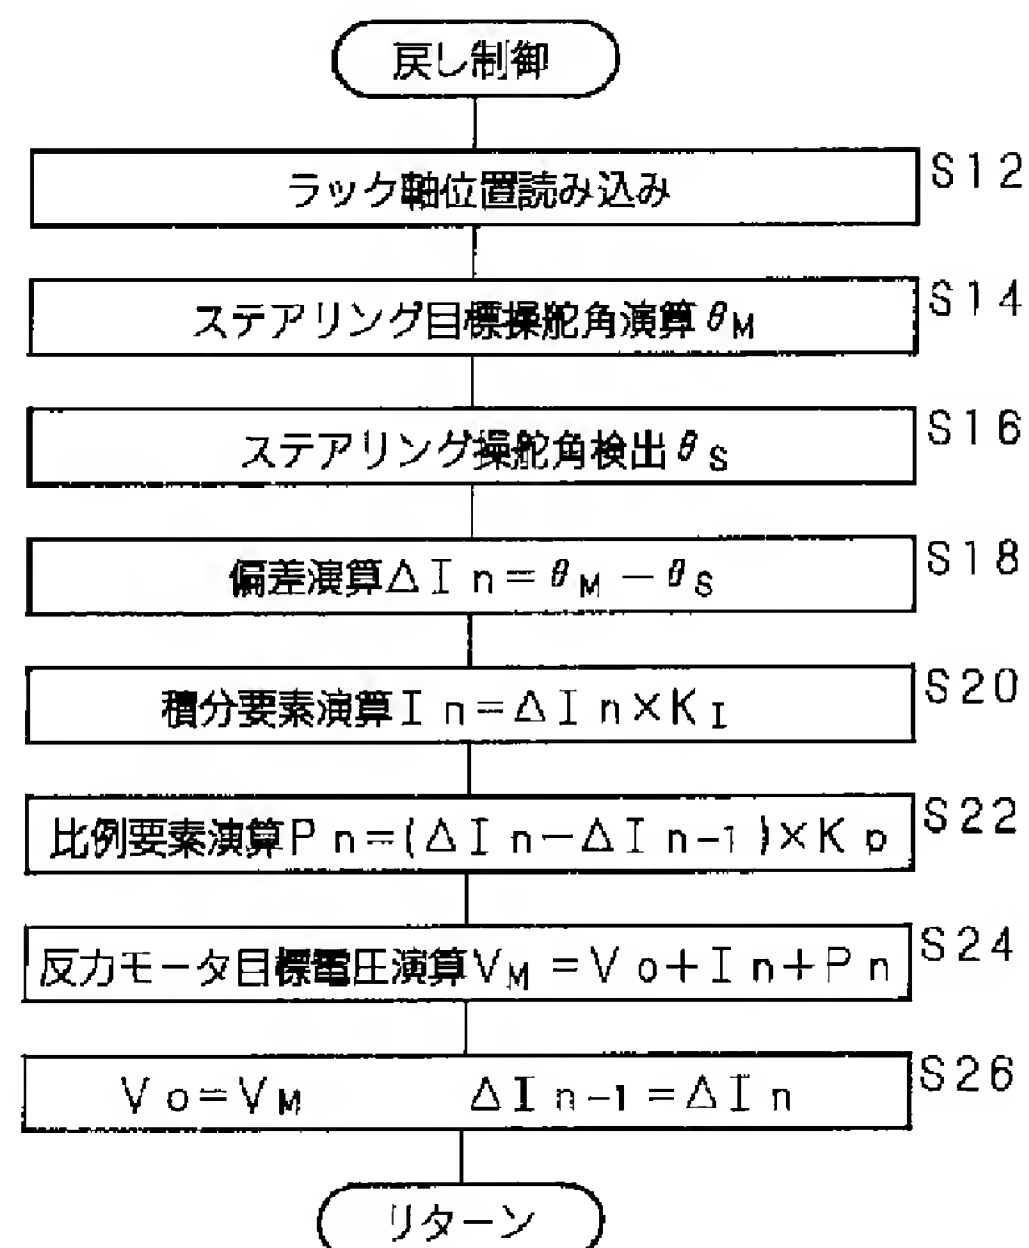 戻し制御
ラック軸位置読み込み S12
ステアリング目標操舵角演算θM S14
ステアリング操舵角検出θS S16
偏差演算ΔIn=θM-θS S18
積分要素演算In=ΔIn×KI S20
比例要素演算Pn=(ΔIn-ΔIn-1)×Kp S22
反力モータ目標電圧演算VM=Vo+In+Pn S24
Vo=VM ΔIn-1=ΔIn S26
リターン